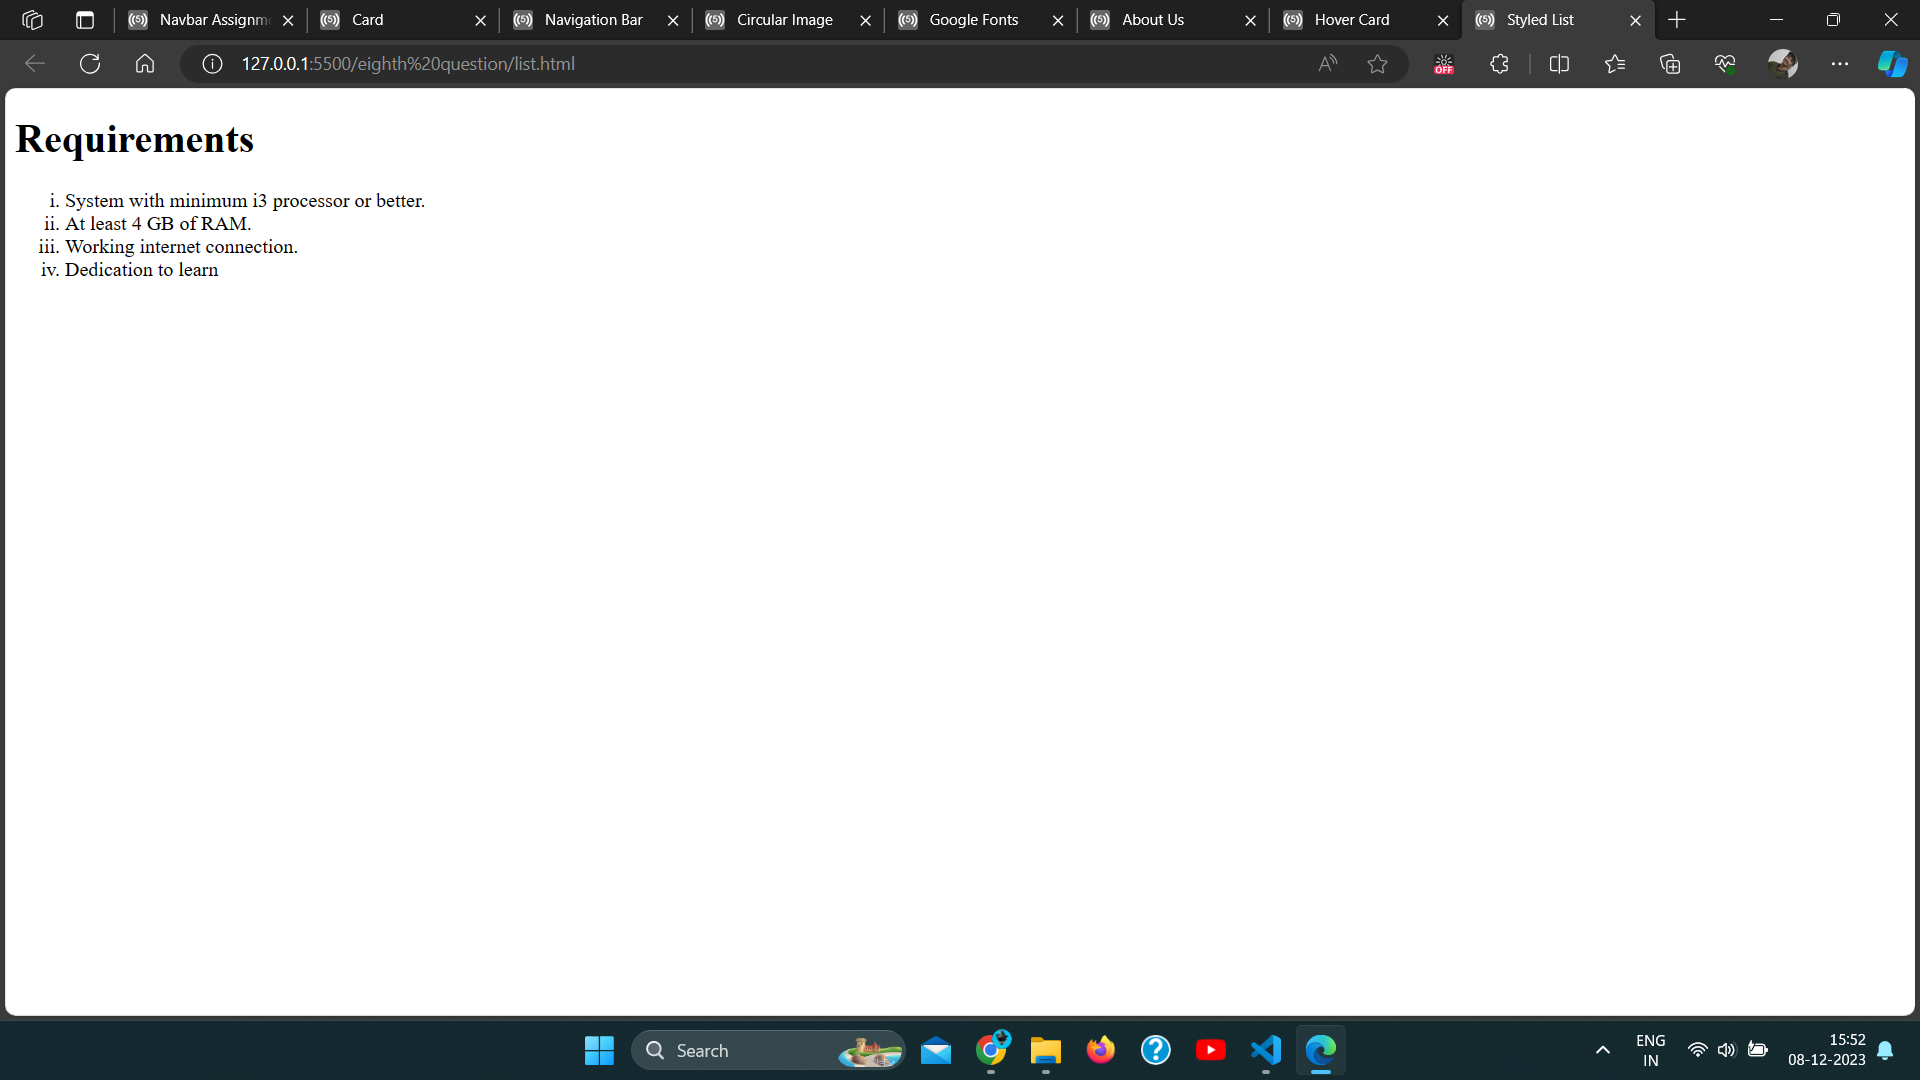 Navbar Assignme
Card
Navigation Bar
Circular Image
Google Fonts
About Us
Hover Card
Styled List
127.0.0.1:5500/eighth%20question/list.html
OFF
Requirements
i. System with minimum i3 processor or better.
ii. At least 4 GB of RAM.
iii. Working internet connection.
iv. Dedication to learn
Search
ENG
IN
15:52
08-12-2023